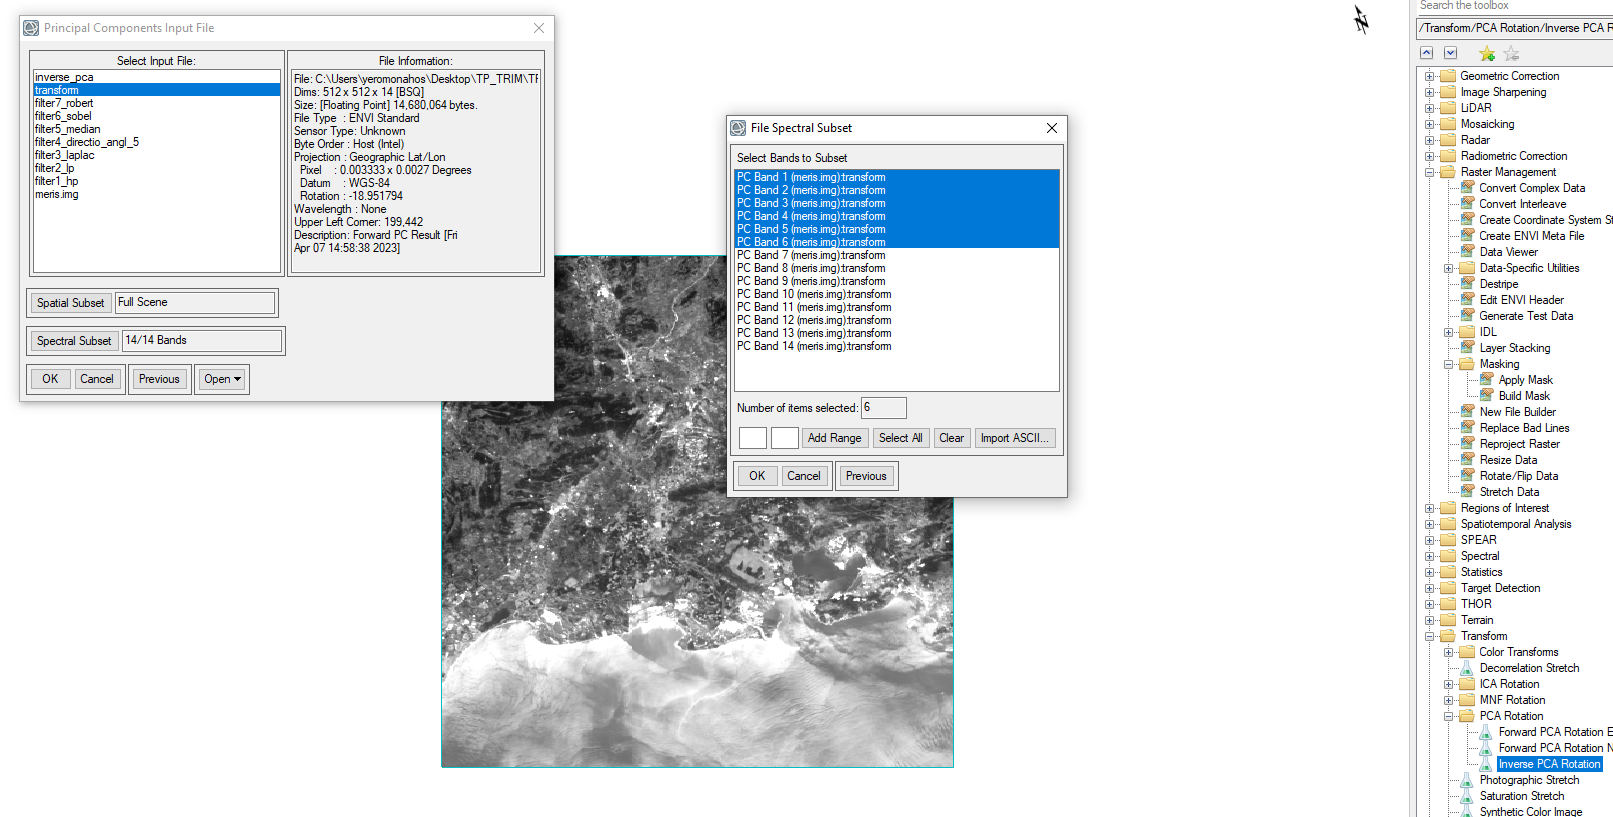 Principal Components Input File
Select Input File:
inverse_pca
transform
filter7_robert
filter6_sobel
filter5_median
filter4_directio_angl_5
filter3_laplac
filter2_lp
filter1_hp
meris.img
File Information:
File: C:\Users\yeromonahos\Desktop\TP_TRIM\TF
Dims: 512 x 512 x 14 [BSQ]
Size: [Floating Point] 14,680,064 bytes.
File Type : ENVI Standard
Sensor Type: Unknown
Byte Order : Host (Intel)
Projection : Geographic Lat/Lon
Pixel : 0.003333 x 0.0027 Degrees
Datum : WGS-84
Rotation : -18.951794
Wavelength : None
Upper Left Corner: 199,442
Description: Forward PC Result [Fri
Apr 07 14:58:38 2023]
Spatial Subset Full Scene
Spectral Subset 14/14 Bands
OK Cancel Previous Open
File Spectral Subset
Select Bands to Subset
PC Band 1 (meris.img):transform
PC Band 2 (meris.img):transform
PC Band 3 (meris.img):transform
PC Band 4 (meris.img):transform
PC Band 5 (meris.img):transform
PC Band 6 (meris.img):transform
PC Band 7 (meris.img):transform
PC Band 8 (meris.img):transform
PC Band 9 (meris.img):transform
PC Band 10 (meris.img):transform
PC Band 11 (meris.img):transform
PC Band 12 (meris.img):transform
PC Band 13 (meris.img):transform
PC Band 14 (meris.img):transform
Number of items selected: 6
Add Range Select All Clear Import ASCII...
OK Cancel Previous
Search the toolbox
/Transform/PCA Rotation/Inverse PCA R
Geometric Correction
Image Sharpening
LiDAR
Mosaicking
Radar
Radiometric Correction
Raster Management
Convert Complex Data
Convert Interleave
Create Coordinate System St
Create ENVI Meta File
Data Viewer
Data-Specific Utilities
Destripe
Edit ENVI Header
Generate Test Data
IDL
Layer Stacking
Masking
Apply Mask
Build Mask
New File Builder
Replace Bad Lines
Reproject Raster
Resize Data
Rotate/Flip Data
Stretch Data
Regions of Interest
Spatiotemporal Analysis
SPEAR
Spectral
Statistics
Target Detection
THOR
Terrain
Transform
Color Transforms
Decorrelation Stretch
ICA Rotation
MNF Rotation
PCA Rotation
Forward PCA Rotation E
Forward PCA Rotation N
Inverse PCA Rotation
Photographic Stretch
Saturation Stretch
Synthetic Color Image